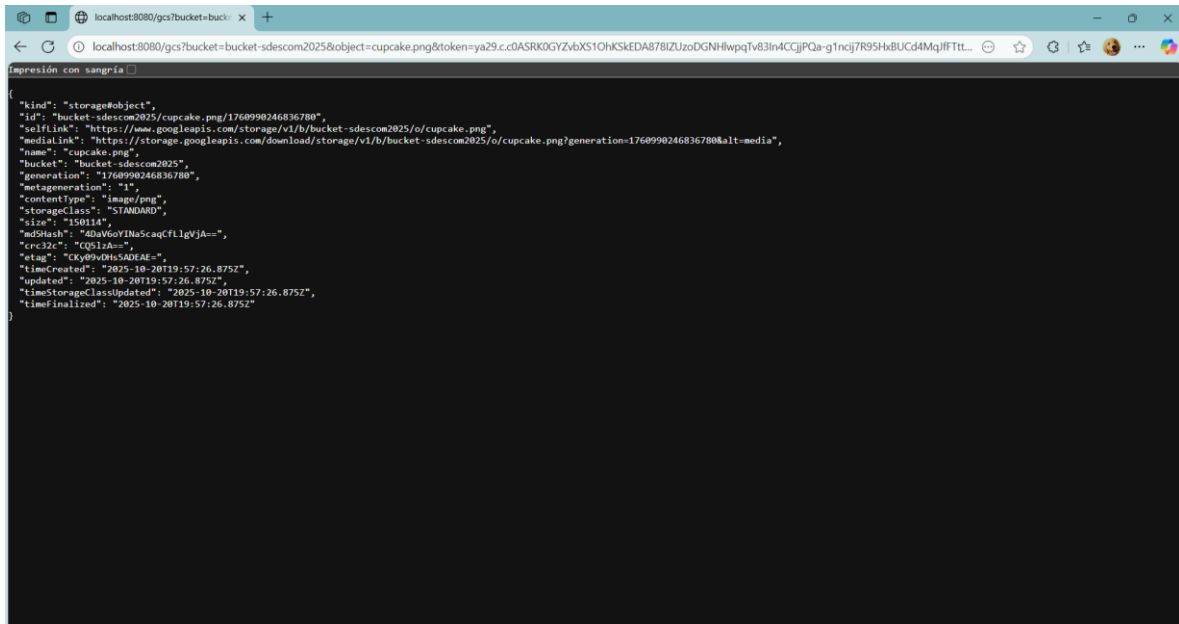 localhost:8080/gcs?bucket=buck
localhost:8080/gcs?bucket=bucket-sdescom2025&object=cupcake.png&token=
Impresión con sangría
{
"kind": "storage#object",
"id": "bucket-sdescom2025/cupcake.png/1760990246836780",
"selfLink": "https://www.googleapis.com/storage/v1/b/bucket-sdescom2025/o/cupcake.png",
"mediaLink": "https://storage.googleapis.com/download/storage/v1/b/bucket-sdescom2025/o/cupcake.png?generation=1760990246836780&alt=media",
"name": "cupcake.png",
"bucket": "bucket-sdescom2025",
"generation": "1760990246836780",
"metageneration": "1",
"contentType": "image/png",
"storageClass": "STANDARD",
"size": "150114",
"md5Hash": "4DaV6oYINa5caqCfLlgVjA==",
"crc32c": "CQ5lzA==",
"etag": "CKy09vDHs5ADEAE=",
"timeCreated": "2025-10-20T19:57:26.875Z",
"updated": "2025-10-20T19:57:26.875Z",
"timeStorageClassUpdated": "2025-10-20T19:57:26.875Z",
"timeFinalized": "2025-10-20T19:57:26.875Z"
}